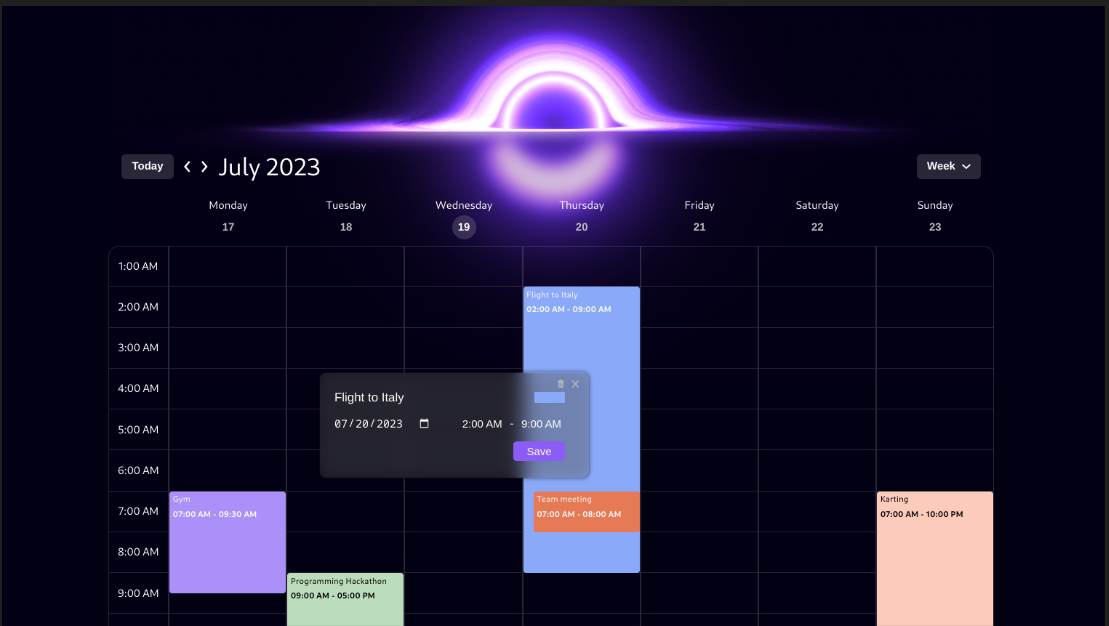 Today
July 2023
Week
Monday Tuesday Wednesday Thursday Friday Saturday Sunday
17 18 19 20 21 22 23
1:00 AM
2:00 AM
3:00 AM
4:00 AM
5:00 AM
6:00 AM
7:00 AM
8:00 AM
9:00 AM
Flight to Italy
02:00 AM - 09:00 AM
Flight to Italy
07/20/2023 2:00 AM - 9:00 AM
Save
Gym
07:00 AM - 09:30 AM
Team meeting
07:00 AM - 08:00 AM
Karting
07:00 AM - 10:00 PM
Programming Hackathon
09:00 AM - 05:00 PM